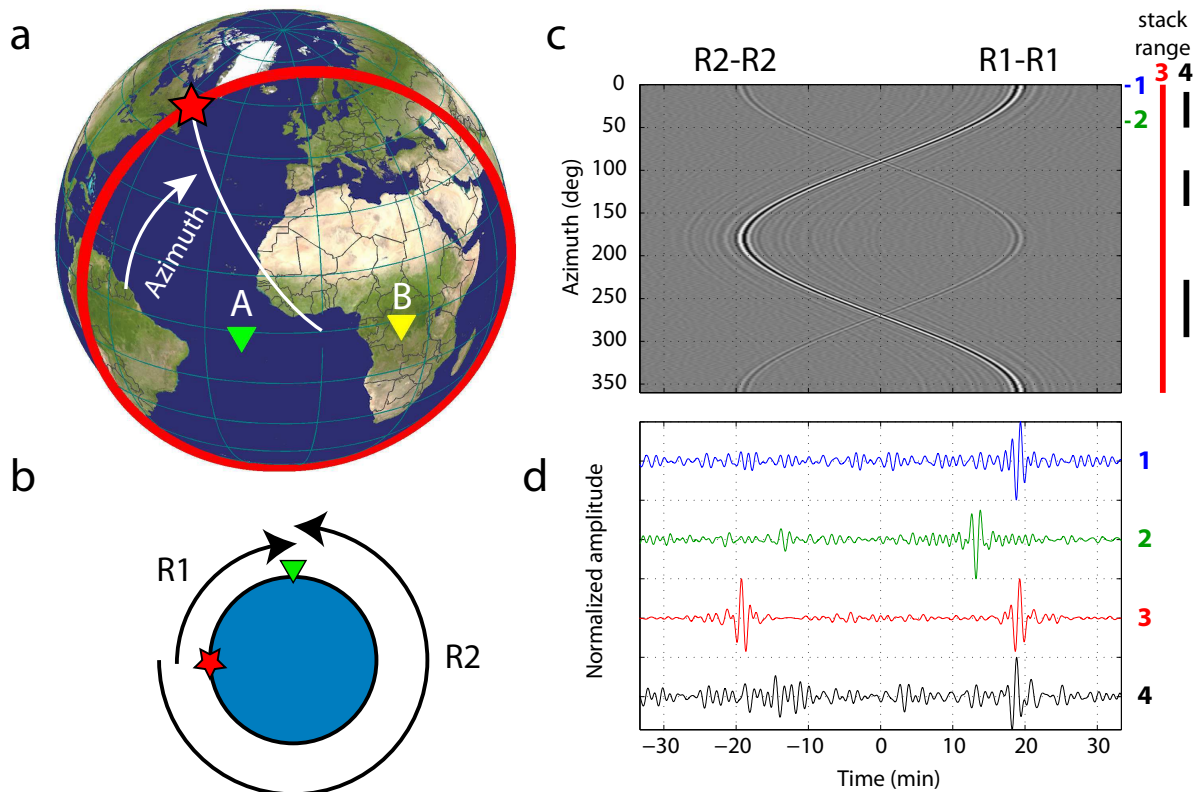 a
Azimuth
A
B
b
R1
R2
c
R2-R2
R1-R1
stack
range
3 4
0
50
100
150
200
250
300
350
Azimuth (deg)
-1
-2
d
Normalized amplitude
1
2
3
4
−30 −20 −10 0 10 20 30
Time (min)